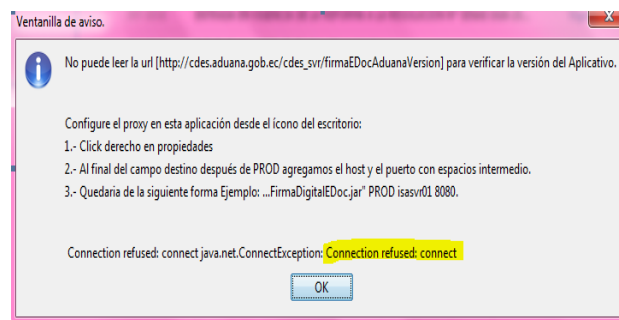 Ventanilla de aviso.
No puede leer la url [http://cdes.aduana.gob.ec/cdes_svr/firmaEDocAduanaVersion] para verificar la versión del Aplicativo.
Configure el proxy en esta aplicación desde el ícono del escritorio:
1.- Click derecho en propiedades
2.- Al final del campo destino después de PROD agregamos el host y el puerto con espacios intermedio.
3.- Quedaria de la siguiente forma Ejemplo: ...FirmaDigitalEDoc.jar" PROD isasvr01 8080.
Connection refused: connect java.net.ConnectException: Connection refused: connect
OK